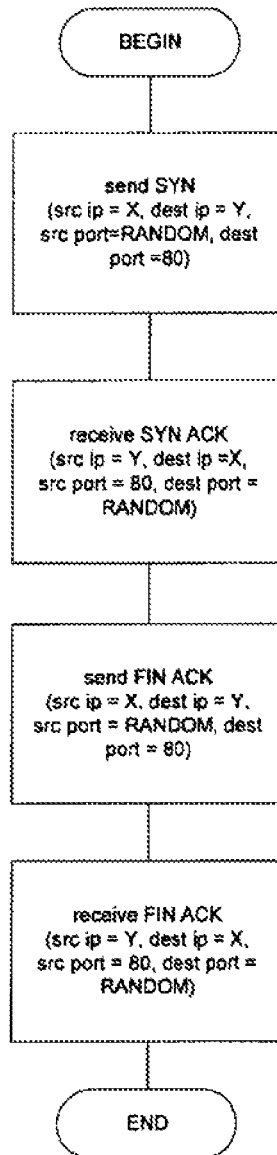 BEGIN
send SYN
(src ip = X, dest ip = Y,
src port=RANDOM, dest
port =80)
receive SYN ACK
(src ip = Y, dest ip =X,
src port = 80, dest port =
RANDOM)
send FIN ACK
(src ip = X, dest ip = Y,
src port = RANDOM, dest
port = 80)
receive FIN ACK
(src ip = Y, dest ip = X,
src port = 80, dest port =
RANDOM)
END